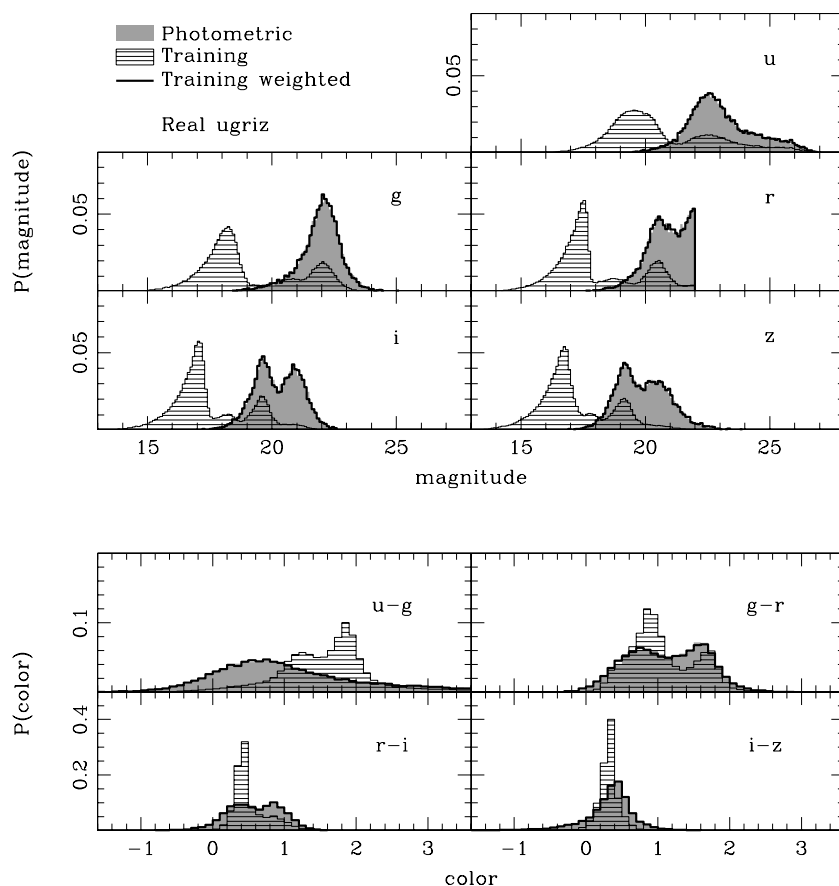 Photometric
Training
Training weighted
Real ugriz
u
0.05
P(magnitude)
g
0.05
r
i
0.05
z
15 20 25
15 20 25
magnitude
u-g
0.1
g-r
P(color)
r-i
0.2 0.4
i-z
-1 0 1 2 3
-1 0 1 2 3
color